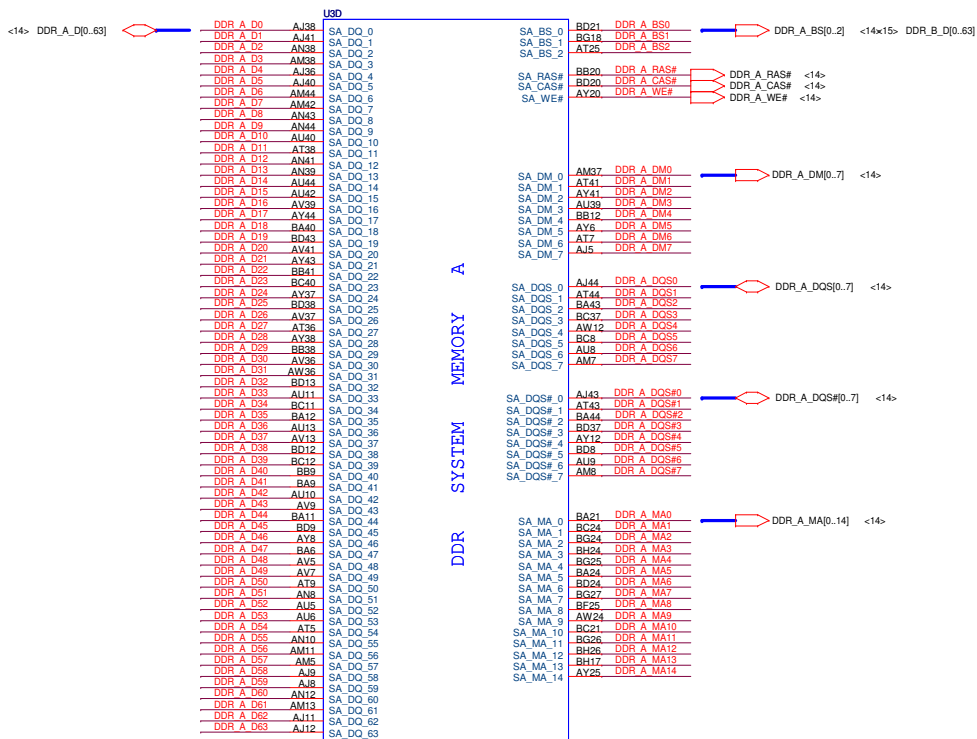 U3D
<14> DDR_A_D[0..63]
DDR_A_D0 AJ38 SA_DQ_0
DDR_A_D1 AJ41 SA_DQ_1
DDR_A_D2 AN38 SA_DQ_2
DDR_A_D3 AM38 SA_DQ_3
DDR_A_D4 AJ36 SA_DQ_4
DDR_A_D5 AJ40 SA_DQ_5
DDR_A_D6 AM44 SA_DQ_6
DDR_A_D7 AM42 SA_DQ_7
DDR_A_D8 AN43 SA_DQ_8
DDR_A_D9 AN44 SA_DQ_9
DDR_A_D10 AU40 SA_DQ_10
DDR_A_D11 AT38 SA_DQ_11
DDR_A_D12 AN41 SA_DQ_12
DDR_A_D13 AN39 SA_DQ_13
DDR_A_D14 AU44 SA_DQ_14
DDR_A_D15 AU42 SA_DQ_15
DDR_A_D16 AV39 SA_DQ_16
DDR_A_D17 AY44 SA_DQ_17
DDR_A_D18 BA40 SA_DQ_18
DDR_A_D19 BD43 SA_DQ_19
DDR_A_D20 AV41 SA_DQ_20
DDR_A_D21 AY43 SA_DQ_21
DDR_A_D22 BB41 SA_DQ_22
DDR_A_D23 BC40 SA_DQ_23
DDR_A_D24 AY37 SA_DQ_24
DDR_A_D25 BD38 SA_DQ_25
DDR_A_D26 AV37 SA_DQ_26
DDR_A_D27 AT36 SA_DQ_27
DDR_A_D28 AY38 SA_DQ_28
DDR_A_D29 BB38 SA_DQ_29
DDR_A_D30 AV36 SA_DQ_30
DDR_A_D31 AW36 SA_DQ_31
DDR_A_D32 BD13 SA_DQ_32
DDR_A_D33 AU11 SA_DQ_33
DDR_A_D34 BC11 SA_DQ_34
DDR_A_D35 BA12 SA_DQ_35
DDR_A_D36 AU13 SA_DQ_36
DDR_A_D37 AV13 SA_DQ_37
DDR_A_D38 BD12 SA_DQ_38
DDR_A_D39 BC12 SA_DQ_39
DDR_A_D40 BB9 SA_DQ_40
DDR_A_D41 BA9 SA_DQ_41
DDR_A_D42 AU10 SA_DQ_42
DDR_A_D43 AV9 SA_DQ_43
DDR_A_D44 BA11 SA_DQ_44
DDR_A_D45 BD9 SA_DQ_45
DDR_A_D46 AY8 SA_DQ_46
DDR_A_D47 BA6 SA_DQ_47
DDR_A_D48 AV5 SA_DQ_48
DDR_A_D49 AV7 SA_DQ_49
DDR_A_D50 AT9 SA_DQ_50
DDR_A_D51 AN8 SA_DQ_51
DDR_A_D52 AU5 SA_DQ_52
DDR_A_D53 AU6 SA_DQ_53
DDR_A_D54 AT5 SA_DQ_54
DDR_A_D55 AN10 SA_DQ_55
DDR_A_D56 AM11 SA_DQ_56
DDR_A_D57 AM5 SA_DQ_57
DDR_A_D58 AJ9 SA_DQ_58
DDR_A_D59 AJ8 SA_DQ_59
DDR_A_D60 AN12 SA_DQ_60
DDR_A_D61 AM13 SA_DQ_61
DDR_A_D62 AJ11 SA_DQ_62
DDR_A_D63 AJ12 SA_DQ_63
DDR SYSTEM MEMORY A
SA_BS_0 BD21 DDR_A_BS0 DDR_A_BS[0..2] <14> <15> DDR_B_D[0..63]
SA_BS_1 BG18 DDR_A_BS1
SA_BS_2 AT25 DDR_A_BS2
SA_RAS# BB20 DDR_A_RAS# DDR_A_RAS# <14>
SA_CAS# BD20 DDR_A_CAS# DDR_A_CAS# <14>
SA_WE# AY20 DDR_A_WE# DDR_A_WE# <14>
SA_DM_0 AM37 DDR_A_DM0 DDR_A_DM[0..7] <14>
SA_DM_1 AT41 DDR_A_DM1
SA_DM_2 AY41 DDR_A_DM2
SA_DM_3 AU39 DDR_A_DM3
SA_DM_4 BB12 DDR_A_DM4
SA_DM_5 AY6 DDR_A_DM5
SA_DM_6 AT7 DDR_A_DM6
SA_DM_7 AJ5 DDR_A_DM7
SA_DQS_0 AJ44 DDR_A_DQS0 DDR_A_DQS[0..7] <14>
SA_DQS_1 AT44 DDR_A_DQS1
SA_DQS_2 BA43 DDR_A_DQS2
SA_DQS_3 BC37 DDR_A_DQS3
SA_DQS_4 AW12 DDR_A_DQS4
SA_DQS_5 BC8 DDR_A_DQS5
SA_DQS_6 AU8 DDR_A_DQS6
SA_DQS_7 AM7 DDR_A_DQS7
SA_DQS#_0 AJ43 DDR_A_DQS#0 DDR_A_DQS#[0..7] <14>
SA_DQS#_1 AT43 DDR_A_DQS#1
SA_DQS#_2 BA44 DDR_A_DQS#2
SA_DQS#_3 BD37 DDR_A_DQS#3
SA_DQS#_4 AY12 DDR_A_DQS#4
SA_DQS#_5 BD8 DDR_A_DQS#5
SA_DQS#_6 AU9 DDR_A_DQS#6
SA_DQS#_7 AM8 DDR_A_DQS#7
SA_MA_0 BA21 DDR_A_MA0 DDR_A_MA[0..14] <14>
SA_MA_1 BC24 DDR_A_MA1
SA_MA_2 BG24 DDR_A_MA2
SA_MA_3 BH24 DDR_A_MA3
SA_MA_4 BG25 DDR_A_MA4
SA_MA_5 BA24 DDR_A_MA5
SA_MA_6 BD24 DDR_A_MA6
SA_MA_7 BG27 DDR_A_MA7
SA_MA_8 BF25 DDR_A_MA8
SA_MA_9 AW24 DDR_A_MA9
SA_MA_10 BC21 DDR_A_MA10
SA_MA_11 BG26 DDR_A_MA11
SA_MA_12 BH26 DDR_A_MA12
SA_MA_13 BH17 DDR_A_MA13
SA_MA_14 AY25 DDR_A_MA14